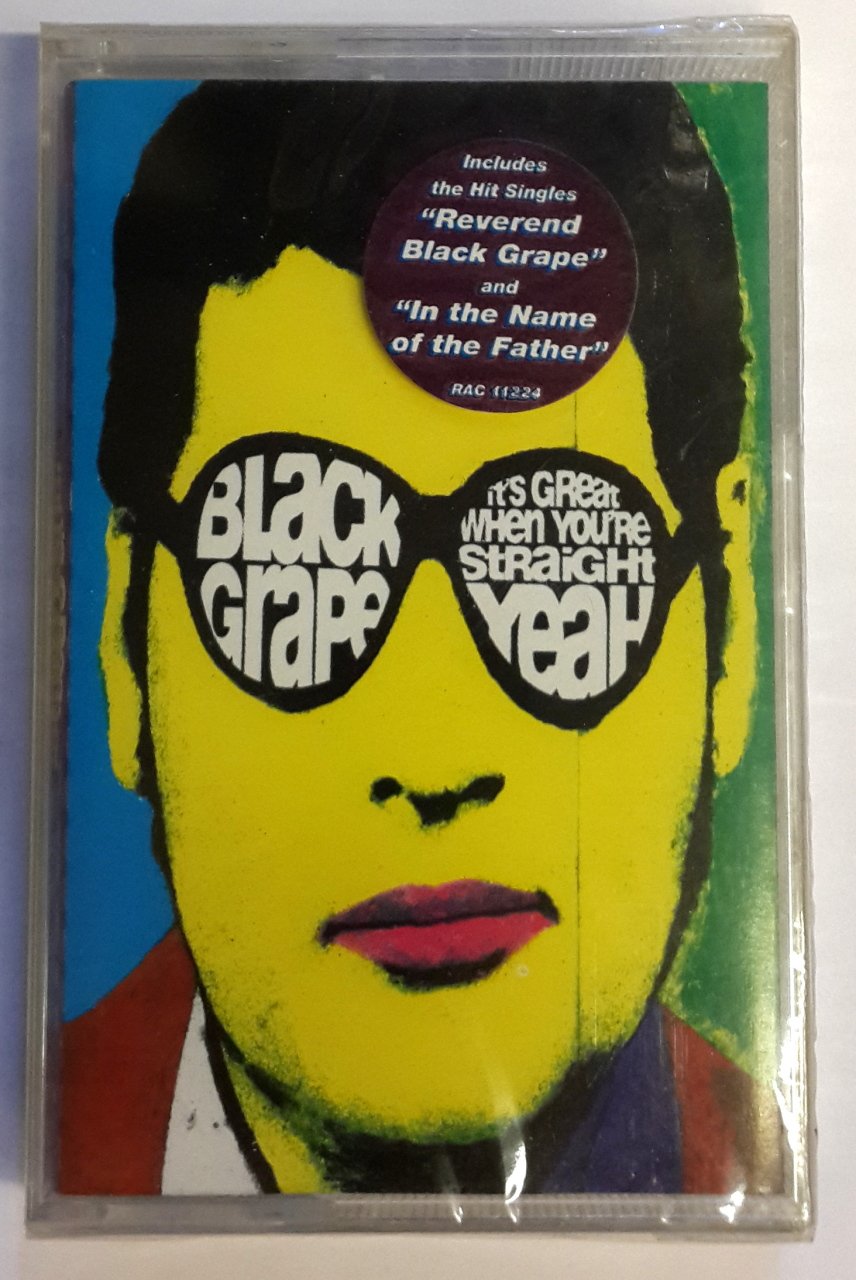 Includes
the Hit Singles
“Reverend
Black Grape”
and
“In the Name
of the Father”
RAC 11224
BLacK
GRaPe
it's GReat
WHen YOU'Re
StRaiGHt
YeaH